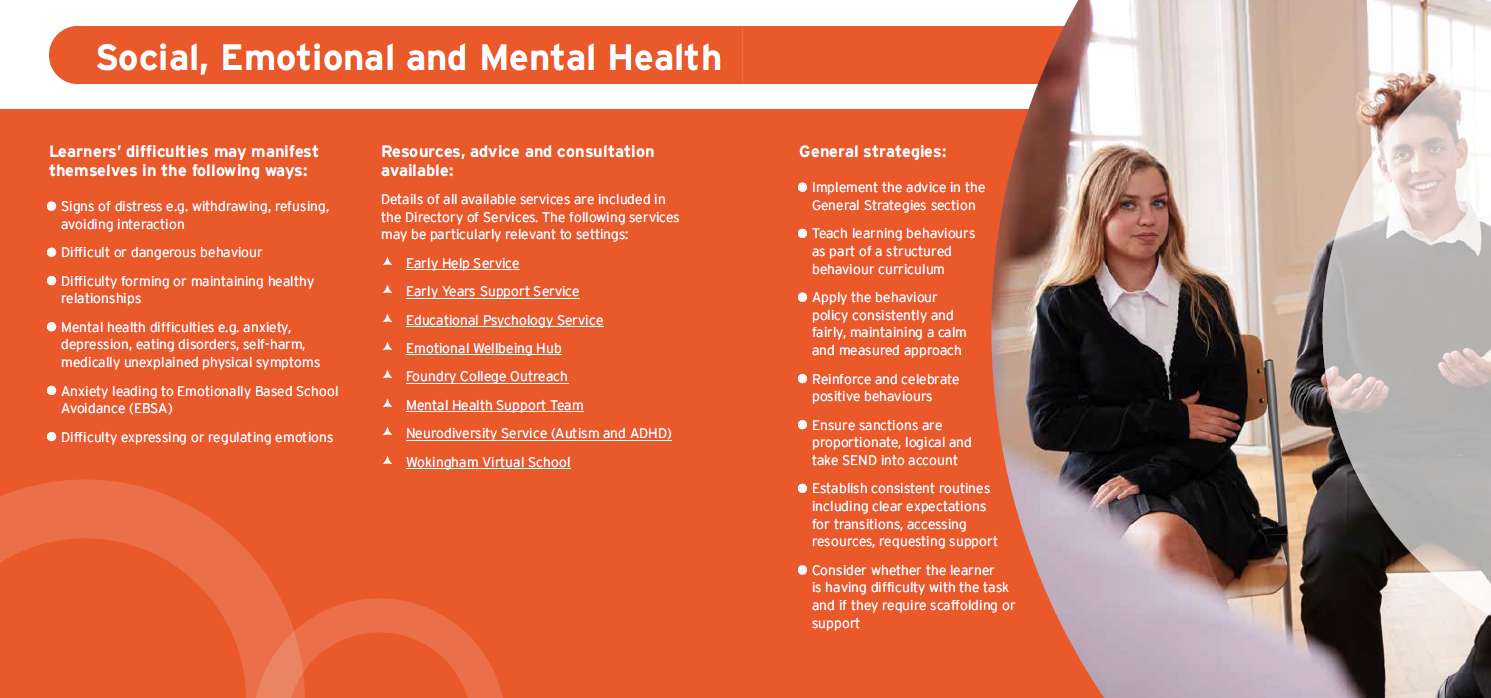 Social, Emotional and Mental Health
Learners' difficulties may manifest
themselves in the following ways:
Signs of distress e.g. withdrawing, refusing,
avoiding interaction
Difficult or dangerous behaviour
Difficulty forming or maintaining healthy
relationships
Mental health difficulties e.g. anxiety,
depression, eating disorders, self-harm,
medically unexplained physical symptoms
Anxiety leading to Emotionally Based School
Avoidance (EBSA)
Difficulty expressing or regulating emotions
Resources, advice and consultation
available:
Details of all available services are included in
the Directory of Services. The following services
may be particularly relevant to settings:
Early Help Service
Early Years Support Service
Educational Psychology Service
Emotional Wellbeing Hub
Foundry College Outreach
Mental Health Support Team
Neurodiversity Service (Autism and ADHD)
Wokingham Virtual School
General strategies:
Implement the advice in the
General Strategies section
Teach learning behaviours
as part of a structured
behaviour curriculum
Apply the behaviour
policy consistently and
fairly, maintaining a calm
and measured approach
Reinforce and celebrate
positive behaviours
Ensure sanctions are
proportionate, logical and
take SEND into account
Establish consistent routines
including clear expectations
for transitions, accessing
resources, requesting support
Consider whether the learner
is having difficulty with the task
and if they require scaffolding or
support